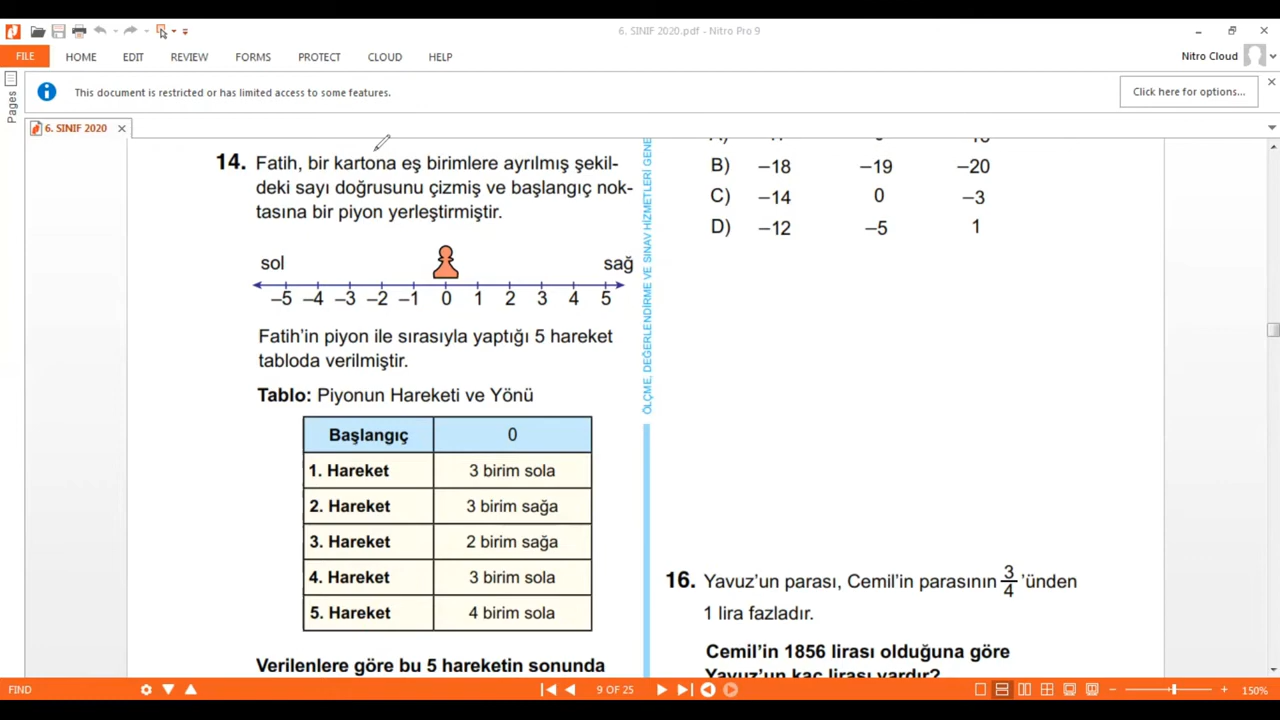 6. SINIF 2020.pdf - Nitro Pro 9
FILE HOME EDIT REVIEW FORMS PROTECT CLOUD HELP
Nitro Cloud
This document is restricted or has limited access to some features.
Click here for options...
Pages
6. SINIF 2020
14. Fatih, bir kartona eş birimlere ayrılmış şekil-
deki sayı doğrusunu çizmiş ve başlangıç nok-
tasına bir piyon yerleştirmiştir.
sol sağ
–5 –4 –3 –2 –1 0 1 2 3 4 5
Fatih’in piyon ile sırasıyla yaptığı 5 hareket
tabloda verilmiştir.
Tablo: Piyonun Hareketi ve Yönü
Başlangıç 0
1. Hareket 3 birim sola
2. Hareket 3 birim sağa
3. Hareket 2 birim sağa
4. Hareket 3 birim sola
5. Hareket 4 birim sola
Verilenlere göre bu 5 hareketin sonunda
ÖLÇME, DEĞERLENDİRME VE SINAV HİZMETLERİ GENE
B) –18 –19 –20
C) –14 0 –3
D) –12 –5 1
16. Yavuz’un parası, Cemil’in parasının 3/4 ’ünden
1 lira fazladır.
Cemil’in 1856 lirası olduğuna göre
Yavuz’un kaç lirası vardır?
FIND
9 OF 25
150%